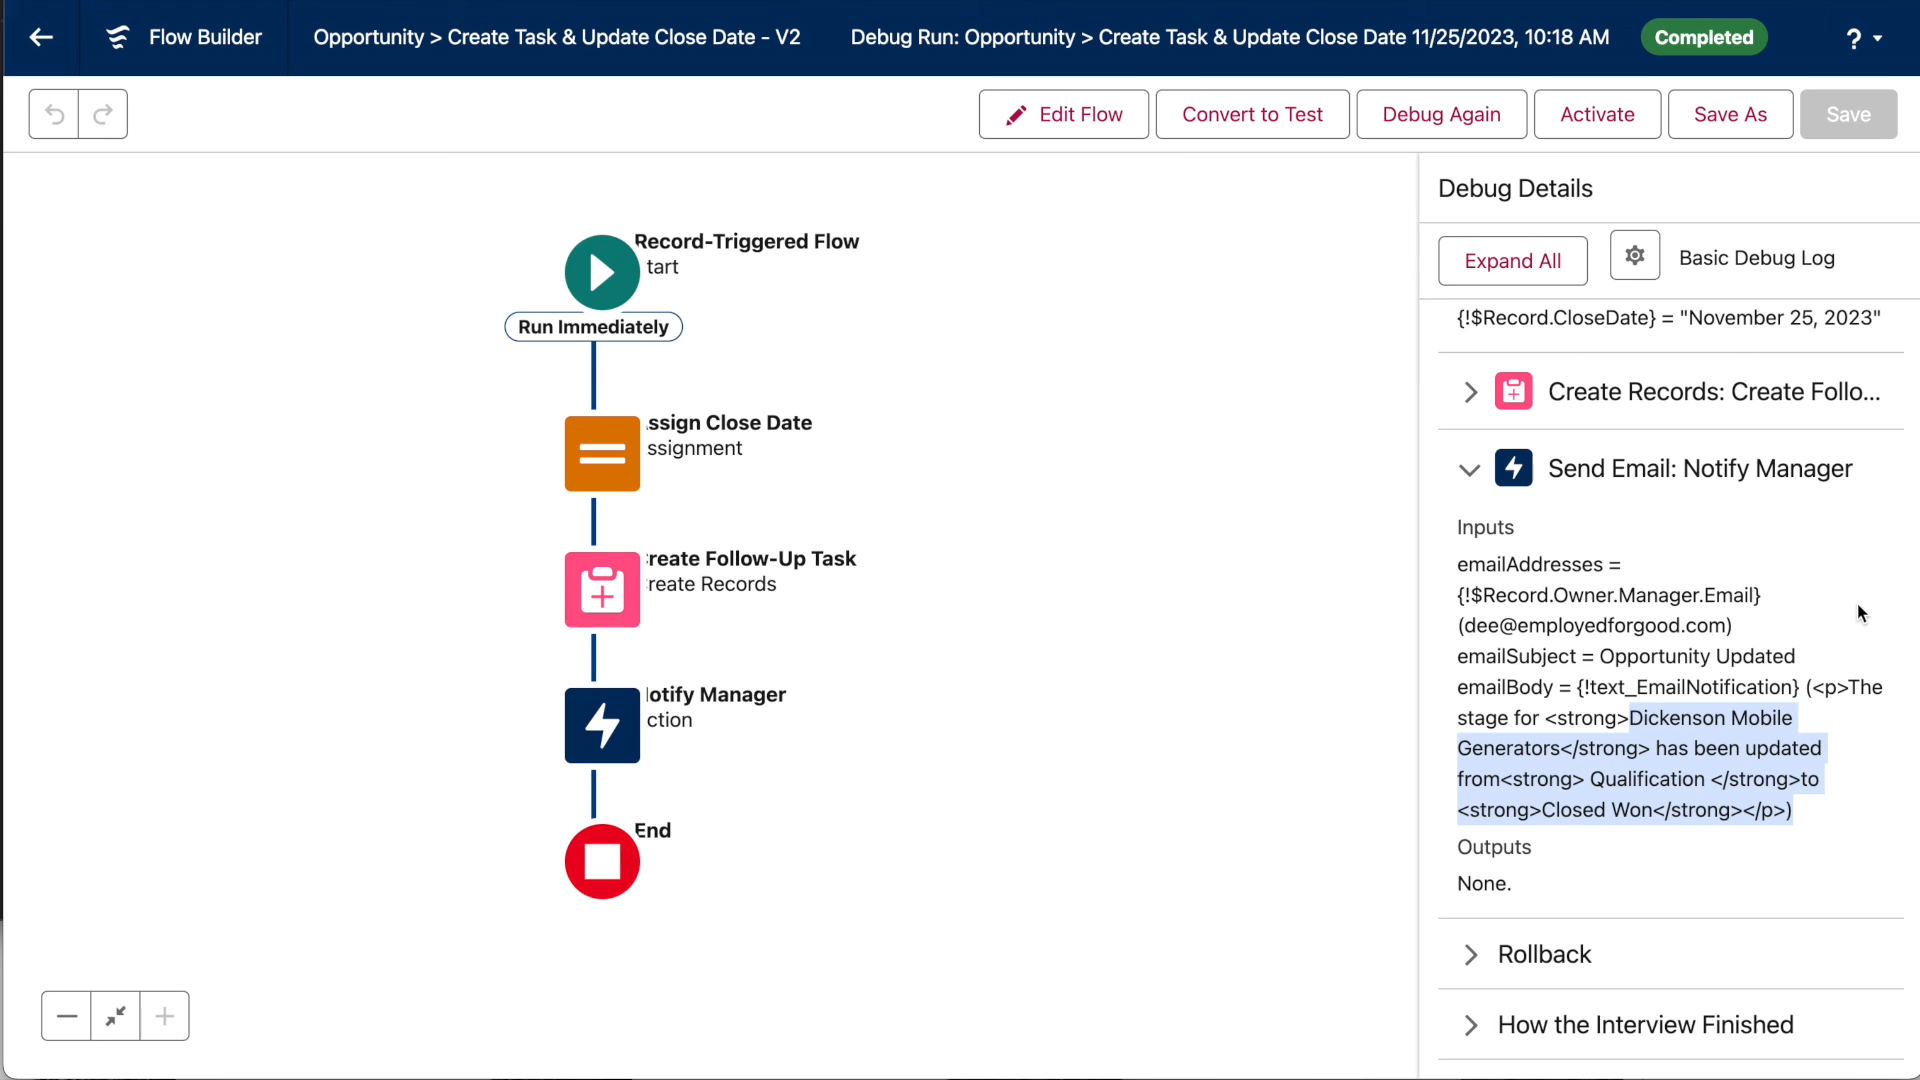 Flow Builder
Opportunity > Create Task & Update Close Date - V2
Debug Run: Opportunity > Create Task & Update Close Date 11/25/2023, 10:18 AM
Completed
?
Edit Flow
Convert to Test
Debug Again
Activate
Save As
Save
Record-Triggered Flow
tart
Run Immediately
ssign Close Date
ssignment
reate Follow-Up Task
reate Records
otify Manager
ction
End
Debug Details
Expand All
Basic Debug Log
{!$Record.CloseDate} = "November 25, 2023"
Create Records: Create Follo...
Send Email: Notify Manager
Inputs
emailAddresses =
{!$Record.Owner.Manager.Email}
(dee@employedforgood.com)
emailSubject = Opportunity Updated
emailBody = {!text_EmailNotification} (<p>The
stage for <strong>Dickenson Mobile
Generators</strong> has been updated
from<strong> Qualification </strong>to
<strong>Closed Won</strong></p>)
Outputs
None.
Rollback
How the Interview Finished